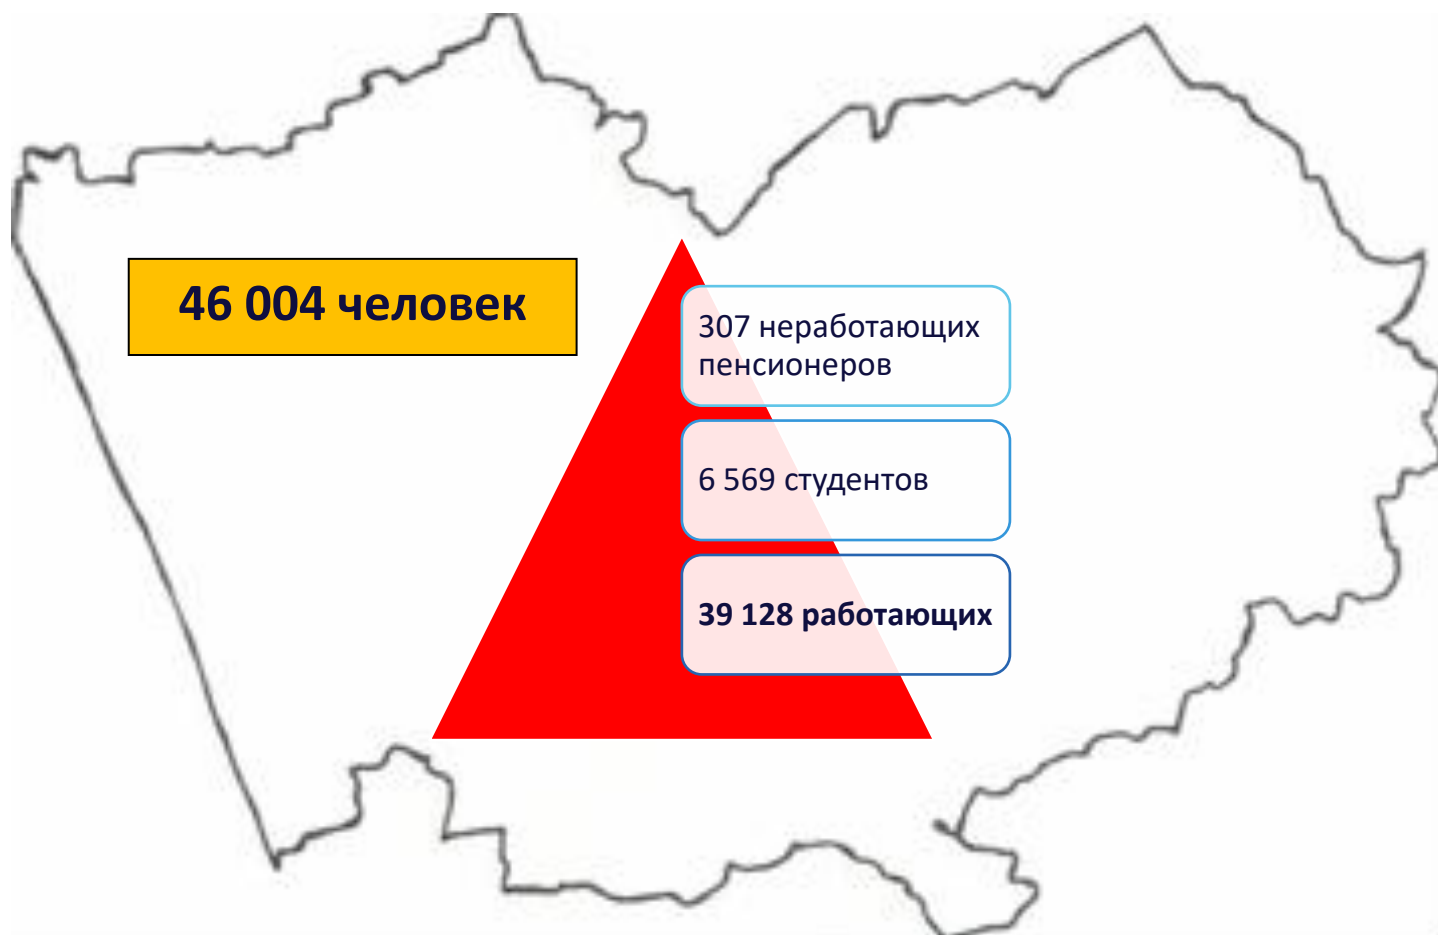 46 004 человек
307 неработающих
пенсионеров
6 569 студентов
39 128 работающих